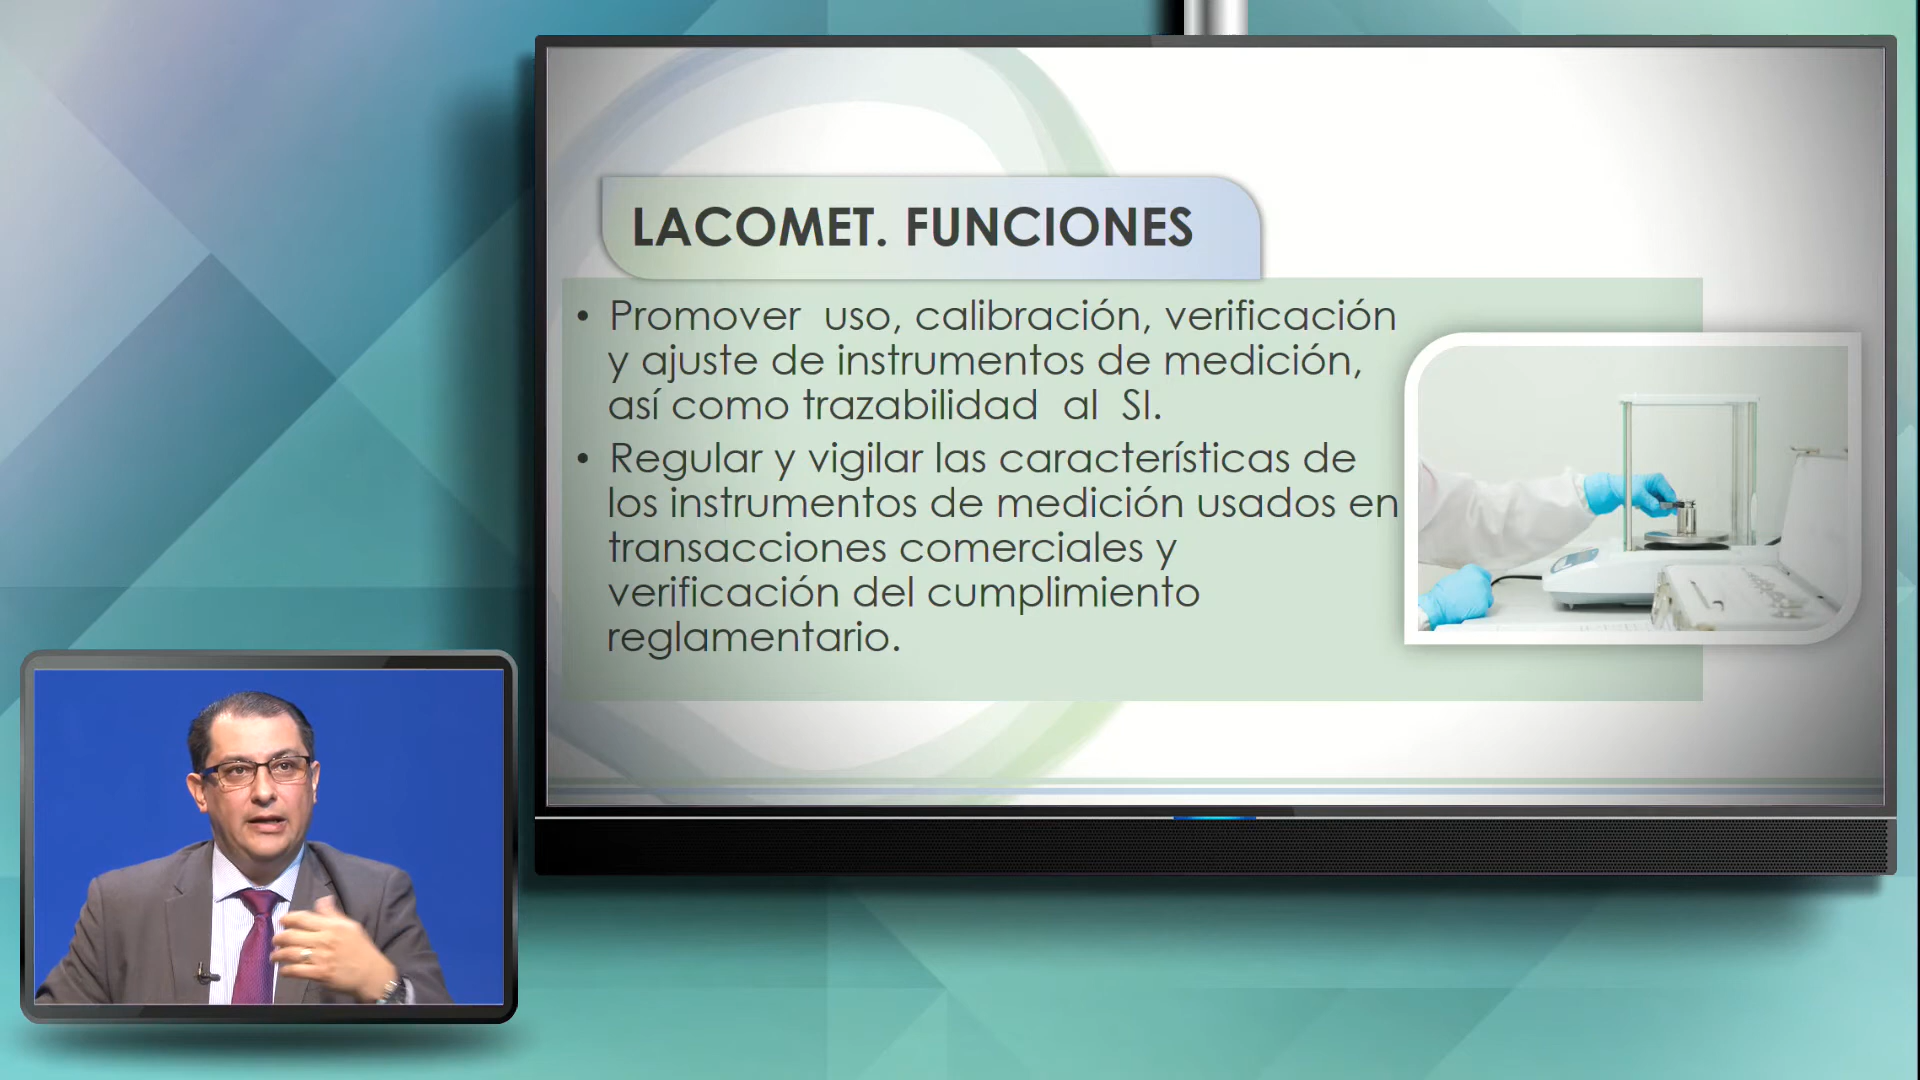 LACOMET. FUNCIONES
• Promover uso, calibración, verificación
y ajuste de instrumentos de medición,
así como trazabilidad al SI.
• Regular y vigilar las características de
los instrumentos de medición usados en
transacciones comerciales y
verificación del cumplimiento
reglamentario.